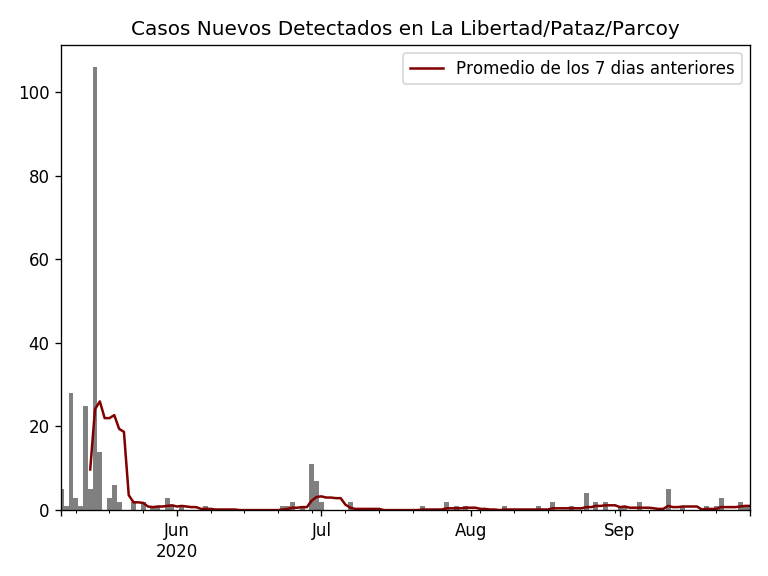 Casos Nuevos Detectados en La Libertad/Pataz/Parcoy
Promedio de los 7 dias anteriores
100
80
60
40
20
0
Jun
2020
Jul
Aug
Sep